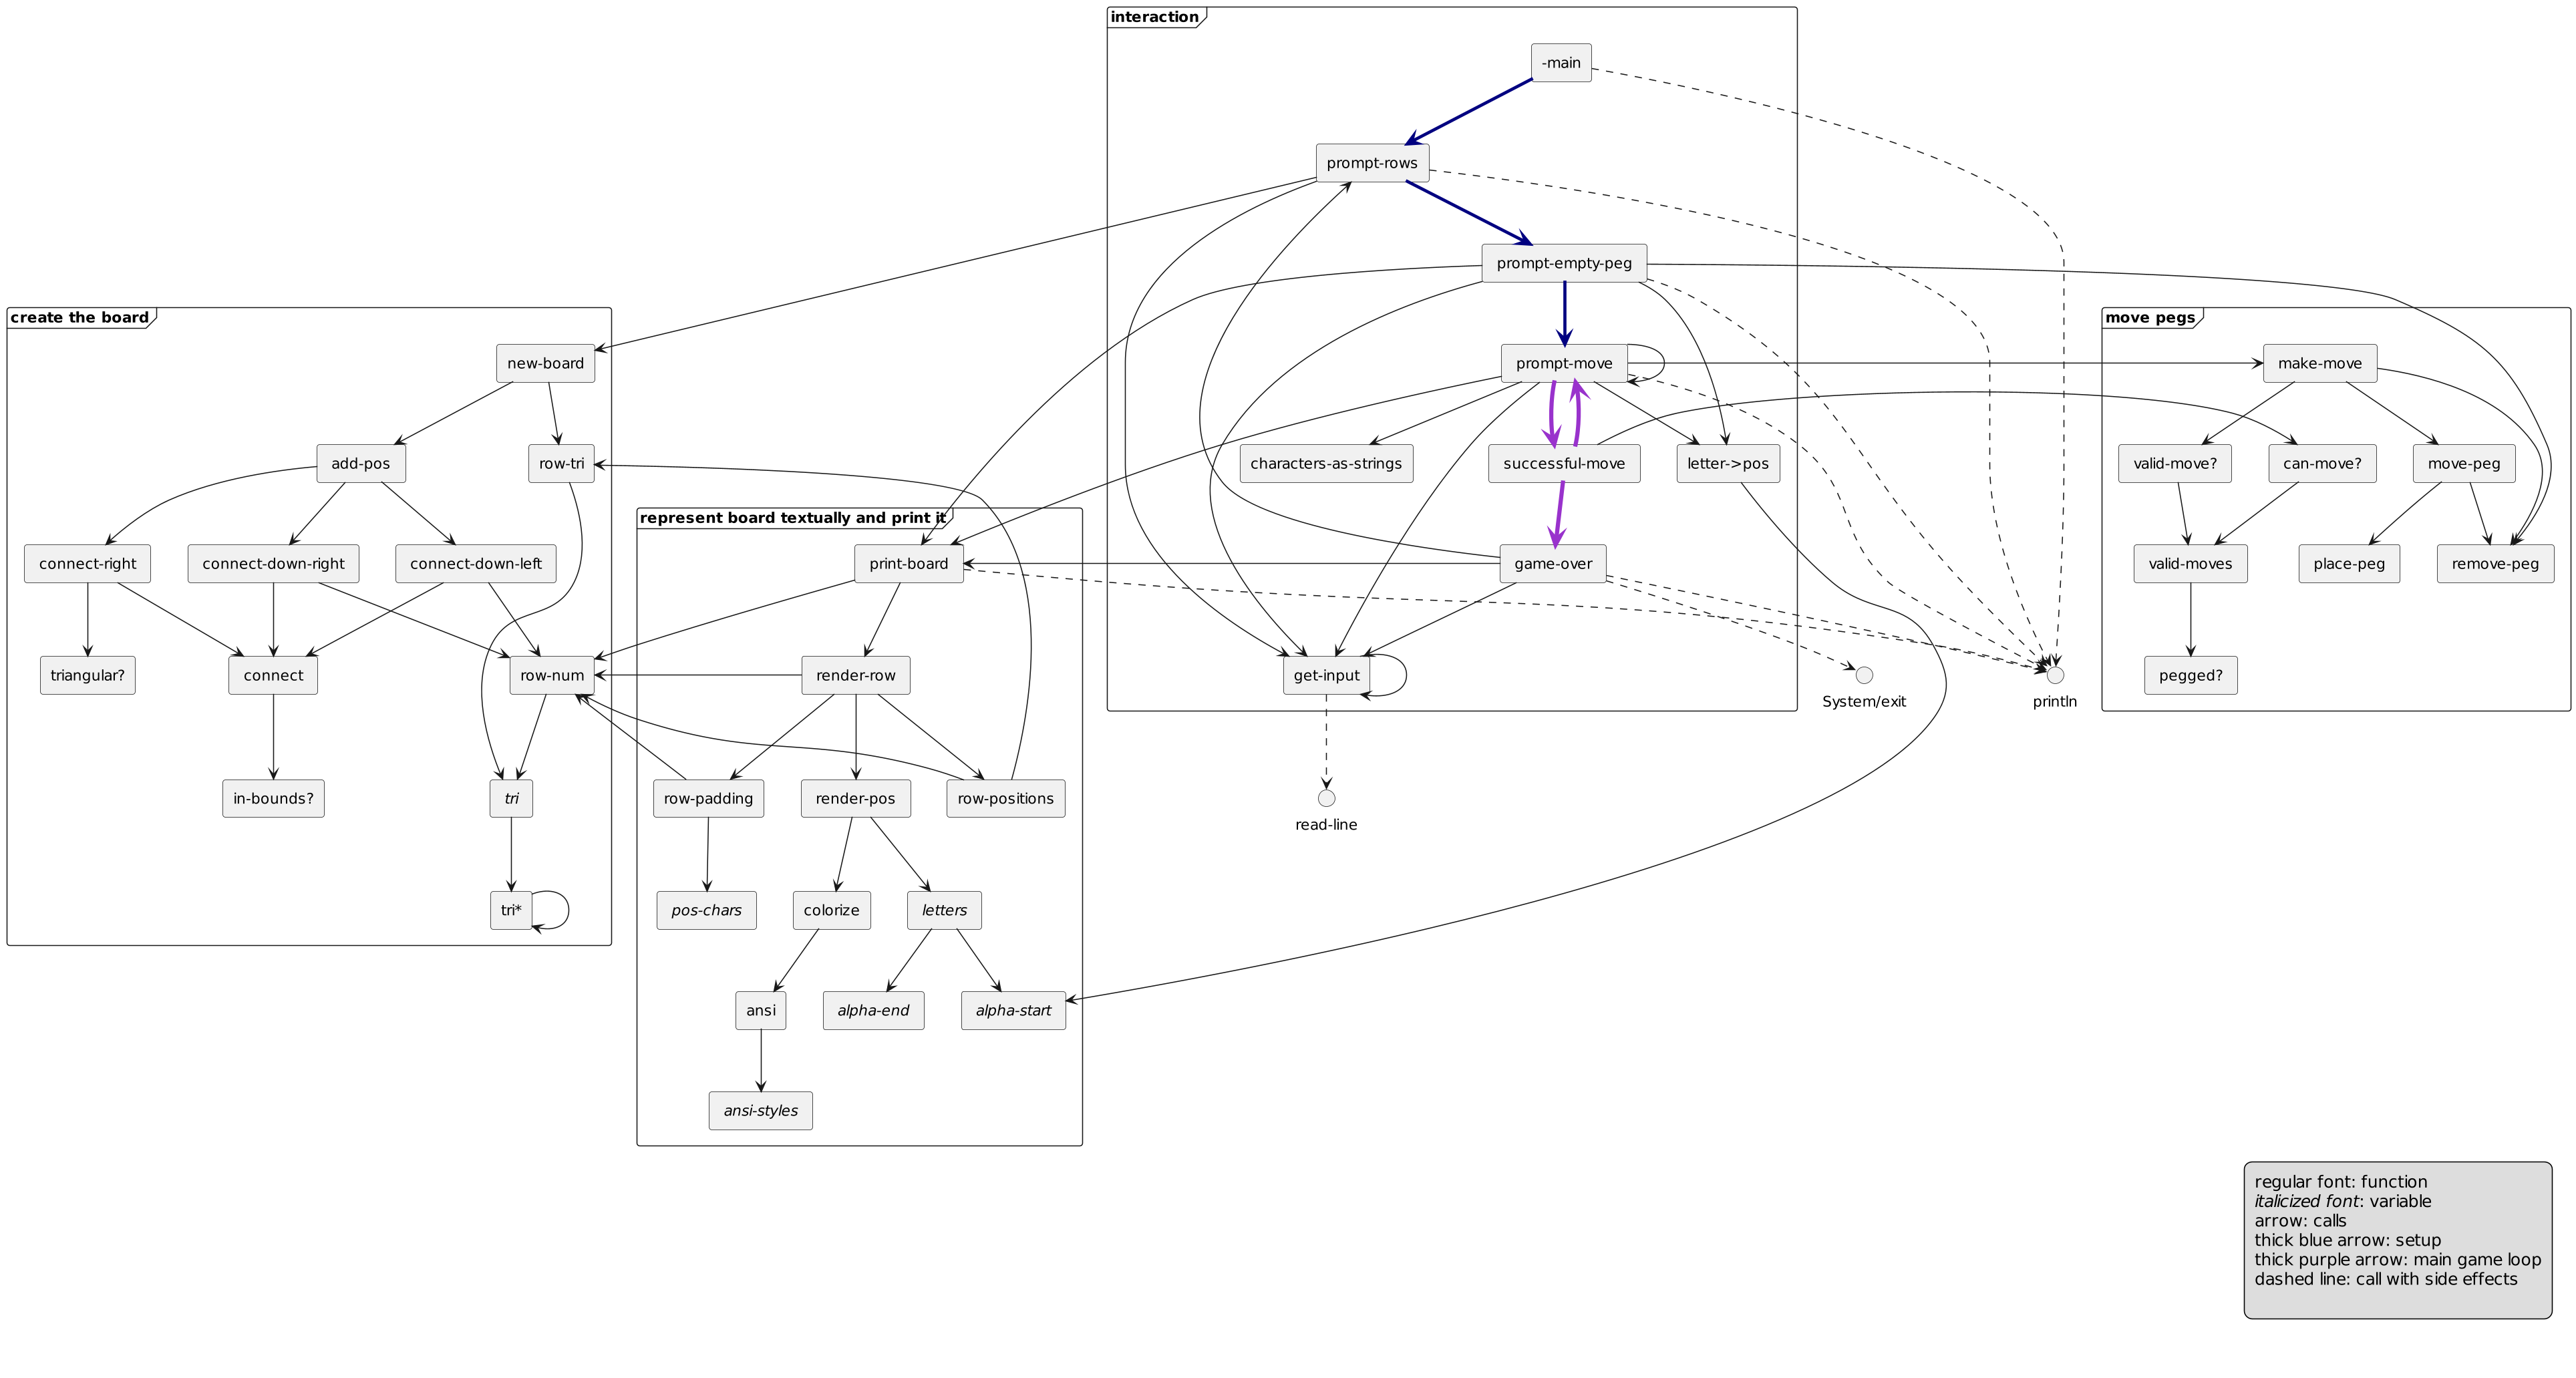 interaction
-main
prompt-rows
prompt-empty-peg
create the board
move pegs
new-board
prompt-move
make-move
add-pos
row-tri
characters-as-strings
successful-move
letter->pos
valid-move?
can-move?
move-peg
represent board textually and print it
connect-right
connect-down-right
connect-down-left
print-board
game-over
valid-moves
place-peg
remove-peg
triangular?
connect
row-num
render-row
get-input
System/exit
println
pegged?
in-bounds?
tri
row-padding
render-pos
row-positions
read-line
tri*
pos-chars
colorize
letters
ansi
alpha-end
alpha-start
ansi-styles
regular font: function
italicized font: variable
arrow: calls
thick blue arrow: setup
thick purple arrow: main game loop
dashed line: call with side effects